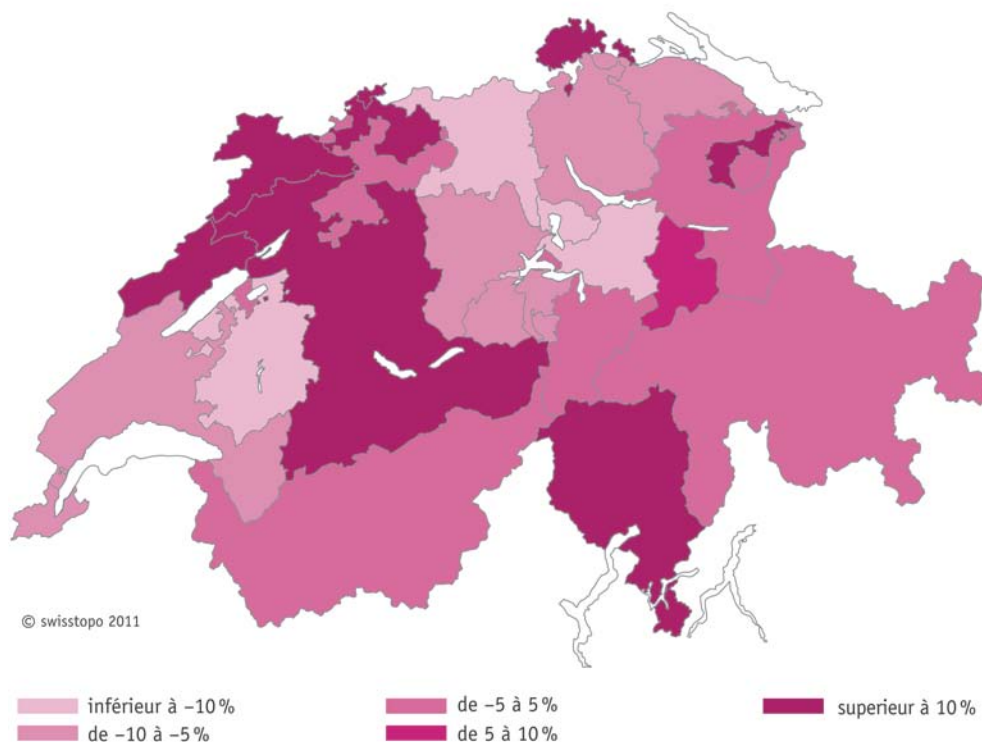 © swisstopo 2011
inférieur à −10 %
de −10 à −5 %
de −5 à 5 %
de 5 à 10 %
superieur à 10 %